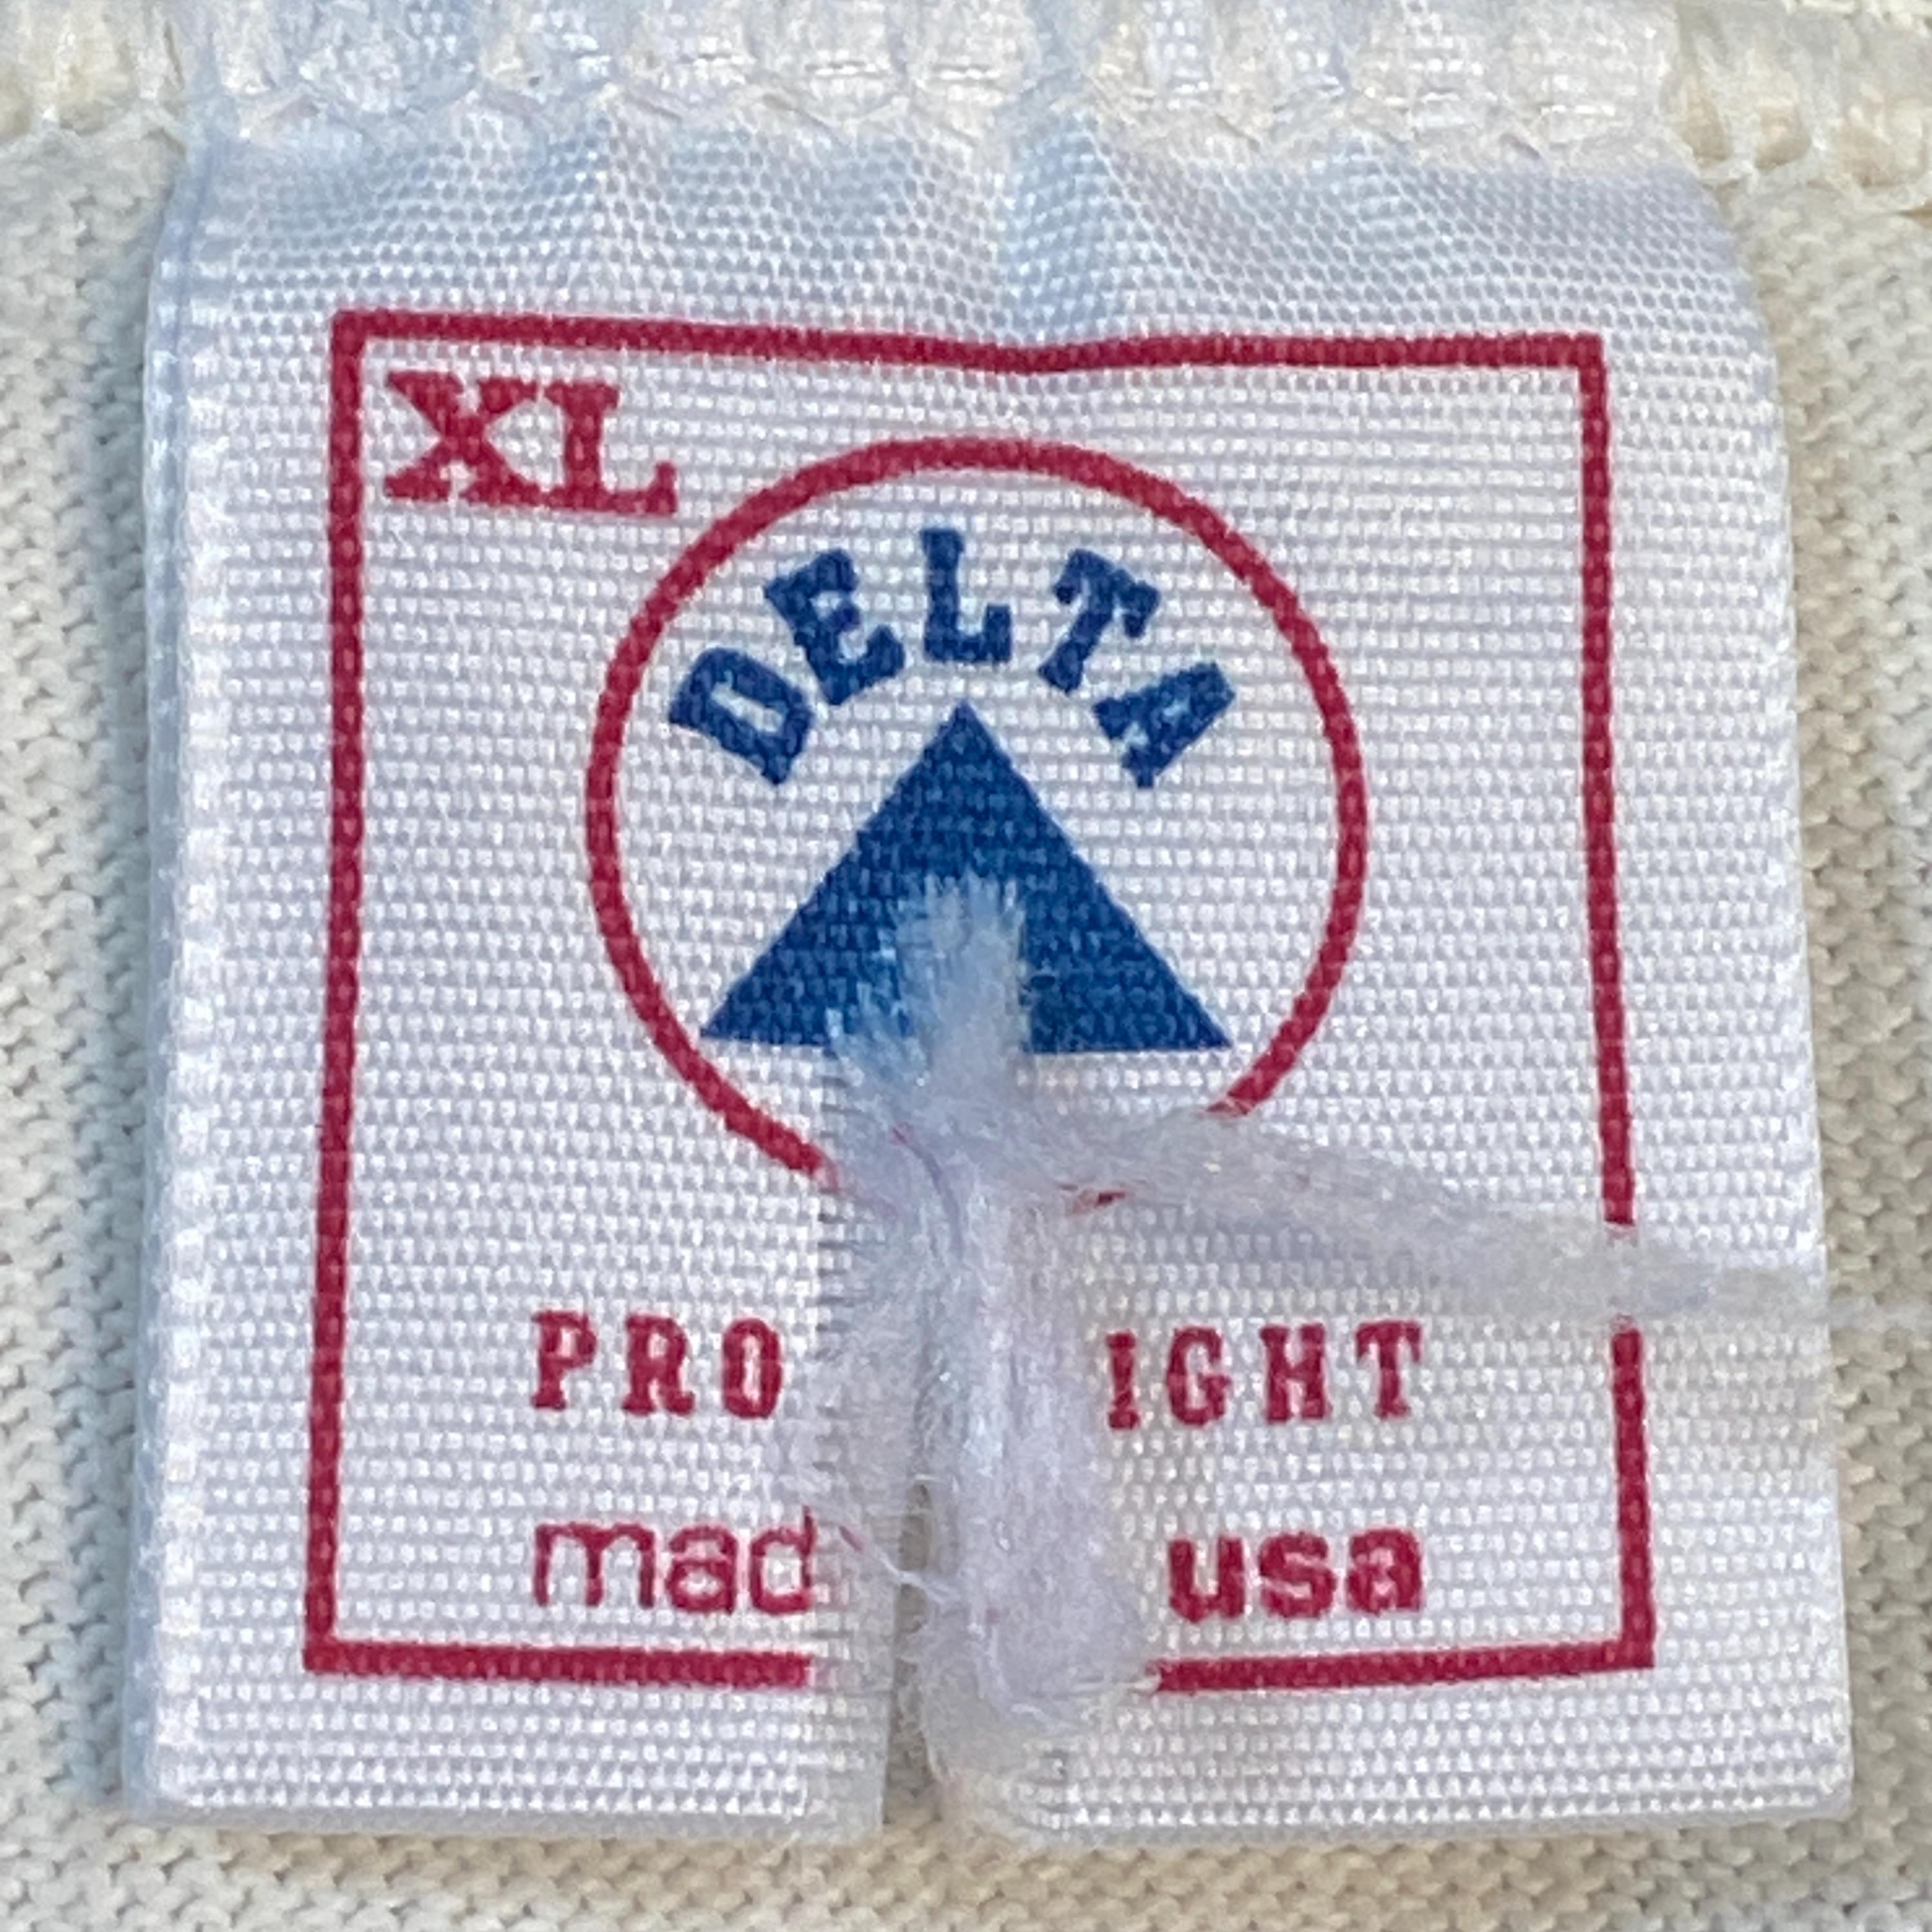 XL
DELTA
PRO IGHT
mad usa